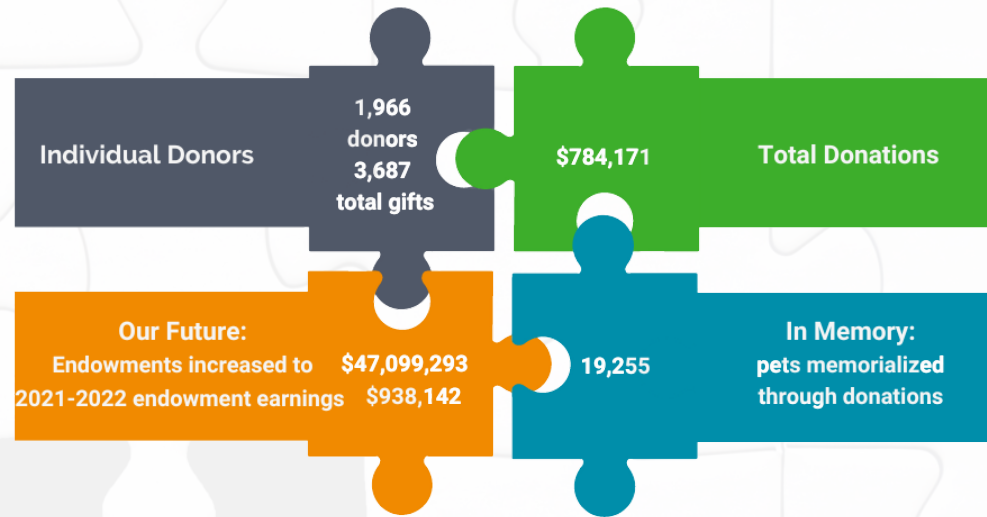 Individual Donors
1,966
donors
3,687
total gifts
$784,171
Total Donations
Our Future:
Endowments increased to
2021-2022 endowment earnings
$47,099,293
$938,142
19,255
In Memory:
pets memorialized
through donations